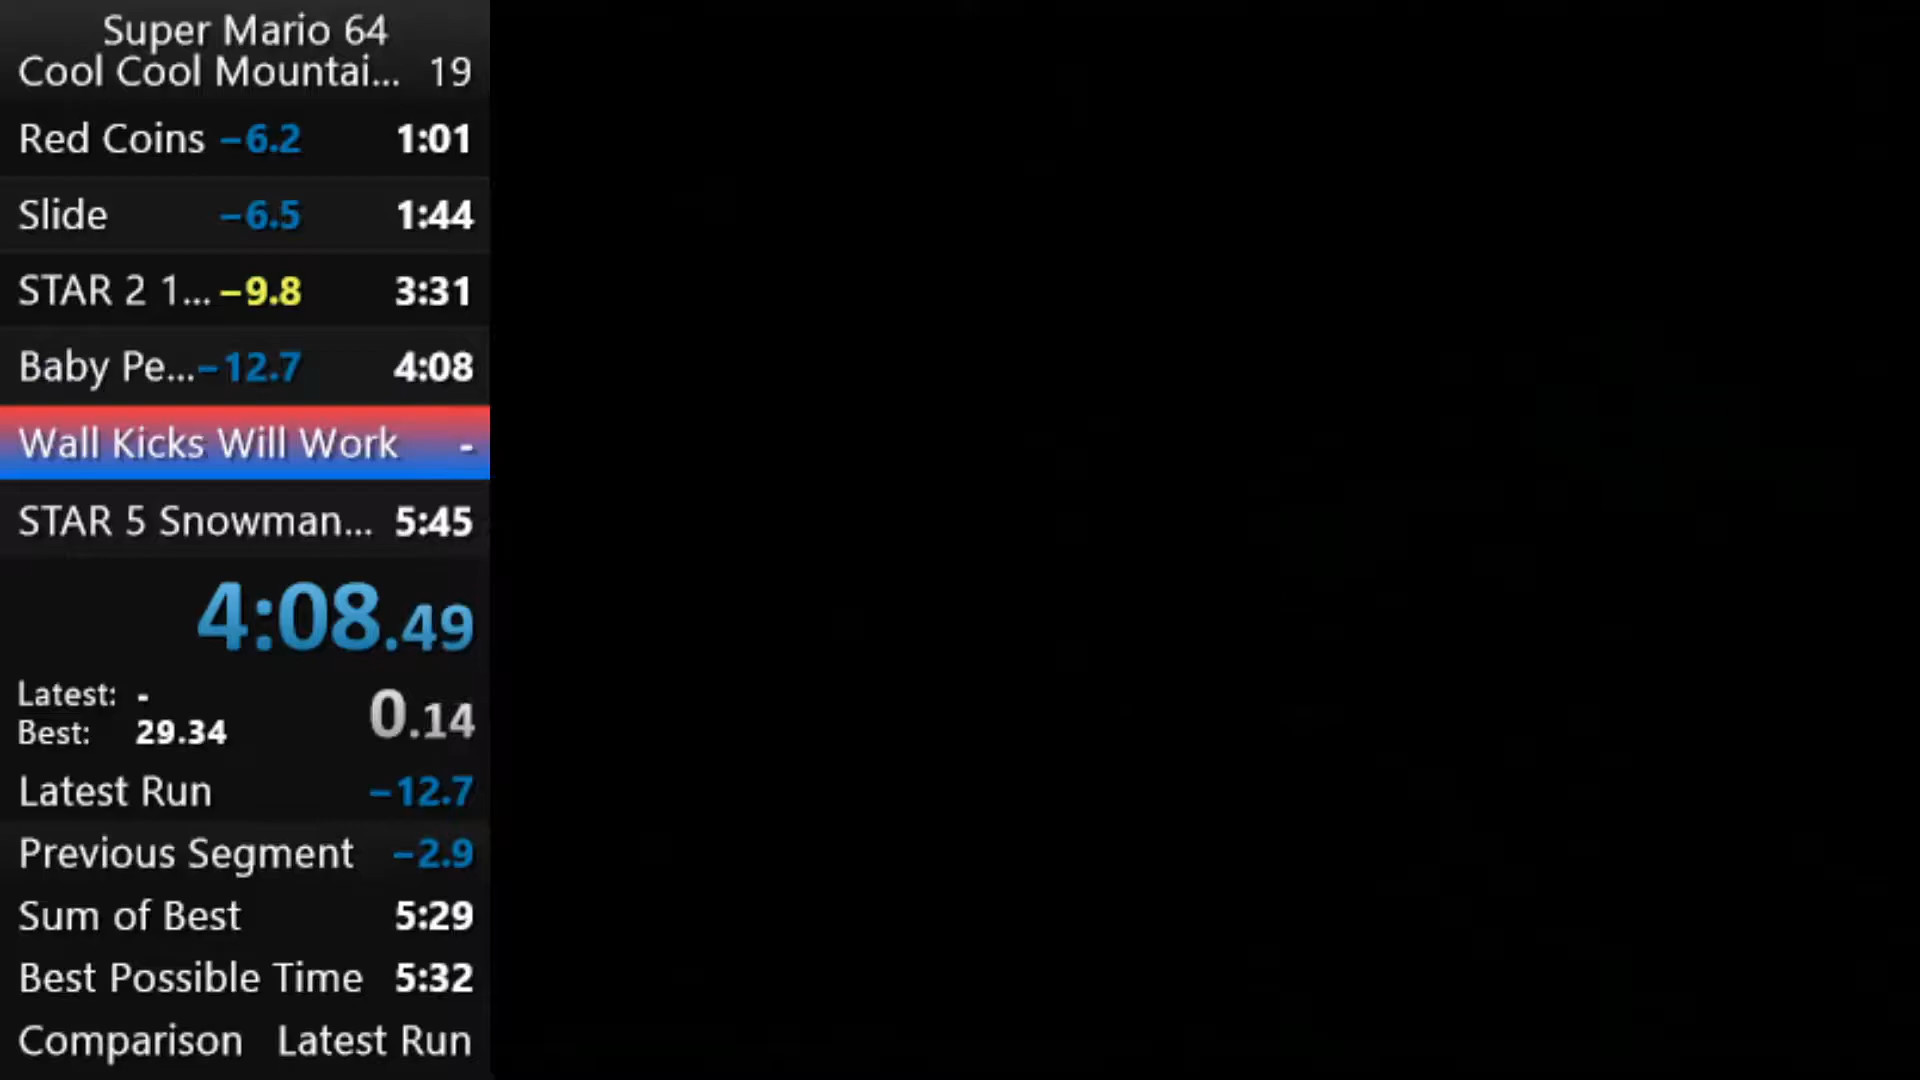 Super Mario 64
Cool Cool Mountai... 19
Red Coins −6.2 1:01
Slide −6.5 1:44
STAR 2 1... −9.8 3:31
Baby Pe... −12.7 4:08
Wall Kicks Will Work -
STAR 5 Snowman... 5:45
4:08.49
Latest: -
Best: 29.34
0.14
Latest Run −12.7
Previous Segment −2.9
Sum of Best 5:29
Best Possible Time 5:32
Comparison Latest Run